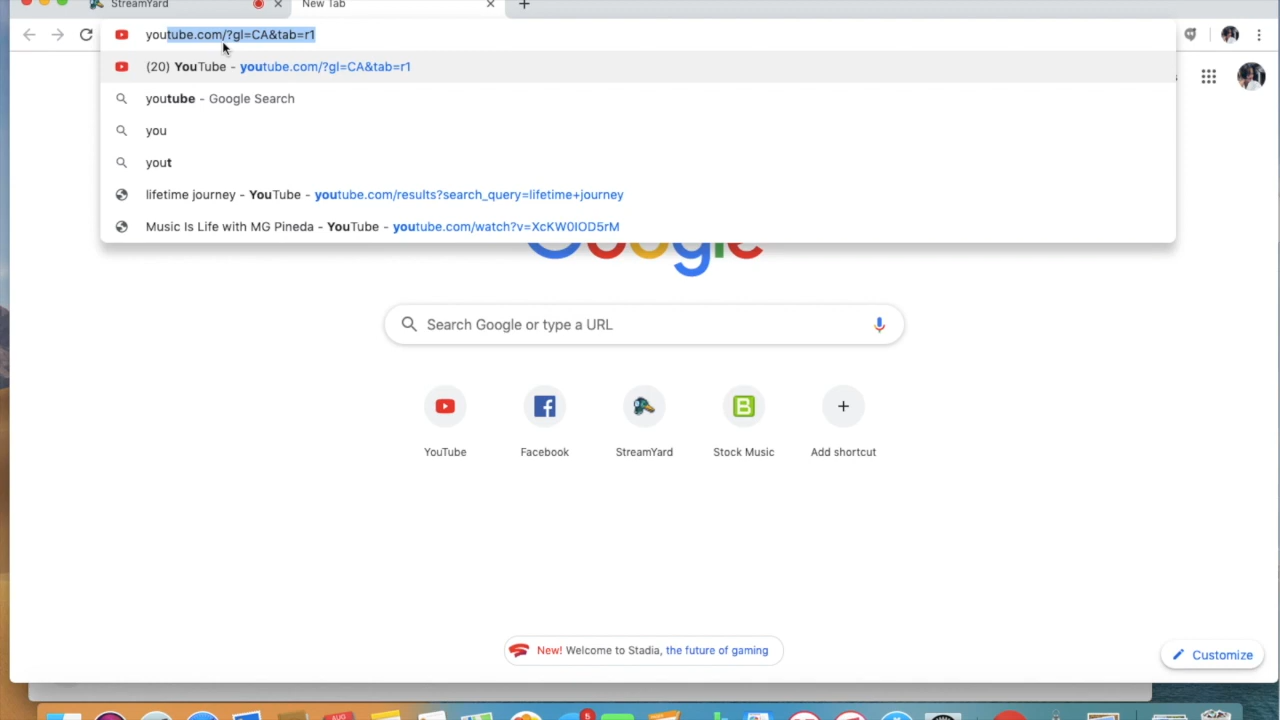 StreamYard
New Tab
youtube.com/?gl=CA&tab=r1
(20) YouTube - youtube.com/?gl=CA&tab=r1
youtube - Google Search
you
yout
lifetime journey - YouTube - youtube.com/results?search_query=lifetime+journey
Music Is Life with MG Pineda - YouTube - youtube.com/watch?v=XcKW0IOD5rM
Google
Search Google or type a URL
YouTube
Facebook
StreamYard
Stock Music
Add shortcut
New! Welcome to Stadia, the future of gaming
Customize
AUG
5